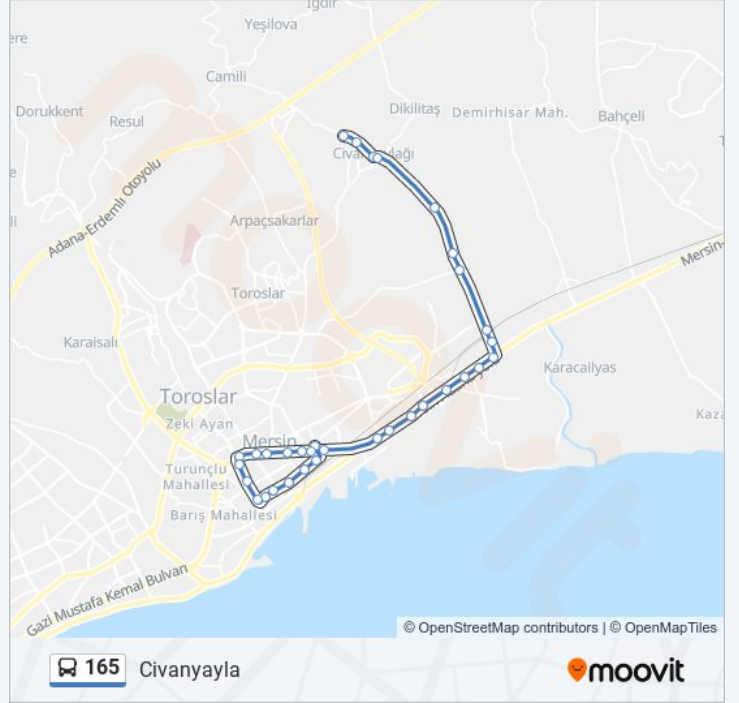 Iğdır
Yeşilova
ere
Camili
Dorukkent
Dikilitaş
Demirhisar Mah.
Bahçeli
Resul
Adana-Erdemli Otoyolu
Arpaçsakarlar
Mersin-
Toroslar
Karaisalı
Karacailyas
Toroslar
Zeki Ayan
Kaza
Mersin
Turunçlu
Mahallesi
Barış Mahallesi
Gazi Mustafa Kemal Bulvarı
© OpenStreetMap contributors | © OpenMapTiles
165 Civanyayla
moovit